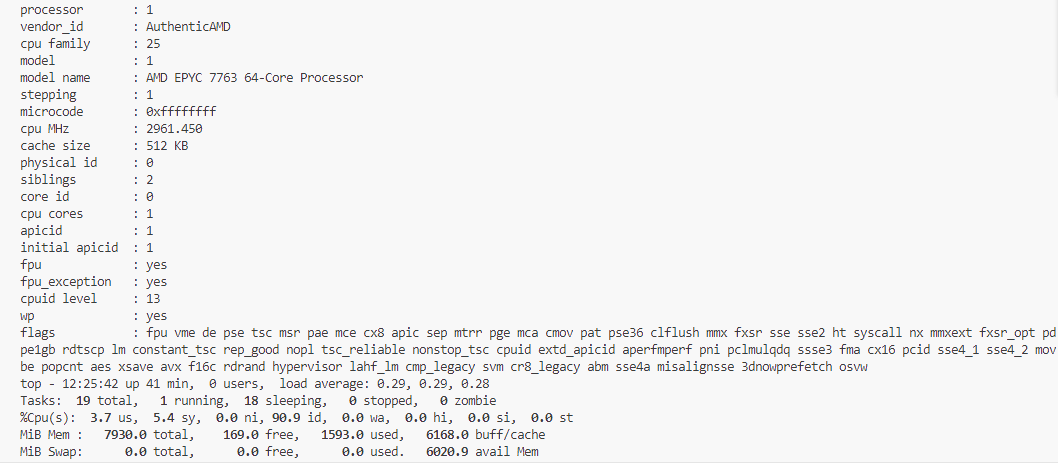 processor : 1
vendor_id : AuthenticAMD
cpu family : 25
model : 1
model name : AMD EPYC 7763 64-Core Processor
stepping : 1
microcode : 0xffffffff
cpu MHz : 2961.450
cache size : 512 KB
physical id : 0
siblings : 2
core id : 0
cpu cores : 1
apicid : 1
initial apicid : 1
fpu : yes
fpu_exception : yes
cpuid level : 13
wp : yes
flags : fpu vme de pse tsc msr pae mce cx8 apic sep mtrr pge mca cmov pat pse36 clflush mmx fxsr sse sse2 ht syscall nx mmxext fxsr_opt pd
pe1gb rdtscp lm constant_tsc rep_good nopl tsc_reliable nonstop_tsc cpuid extd_apicid aperfmperf pni pclmulqdq ssse3 fma cx16 pcid sse4_1 sse4_2 mov
be popcnt aes xsave avx f16c rdrand hypervisor lahf_lm cmp_legacy svm cr8_legacy abm sse4a misalignsse 3dnowprefetch osvw
top - 12:25:42 up 41 min, 0 users, load average: 0.29, 0.29, 0.28
Tasks: 19 total, 1 running, 18 sleeping, 0 stopped, 0 zombie
%Cpu(s): 3.7 us, 5.4 sy, 0.0 ni, 90.9 id, 0.0 wa, 0.0 hi, 0.0 si, 0.0 st
MiB Mem : 7930.0 total, 169.0 free, 1593.0 used, 6168.0 buff/cache
MiB Swap: 0.0 total, 0.0 free, 0.0 used. 6020.9 avail Mem